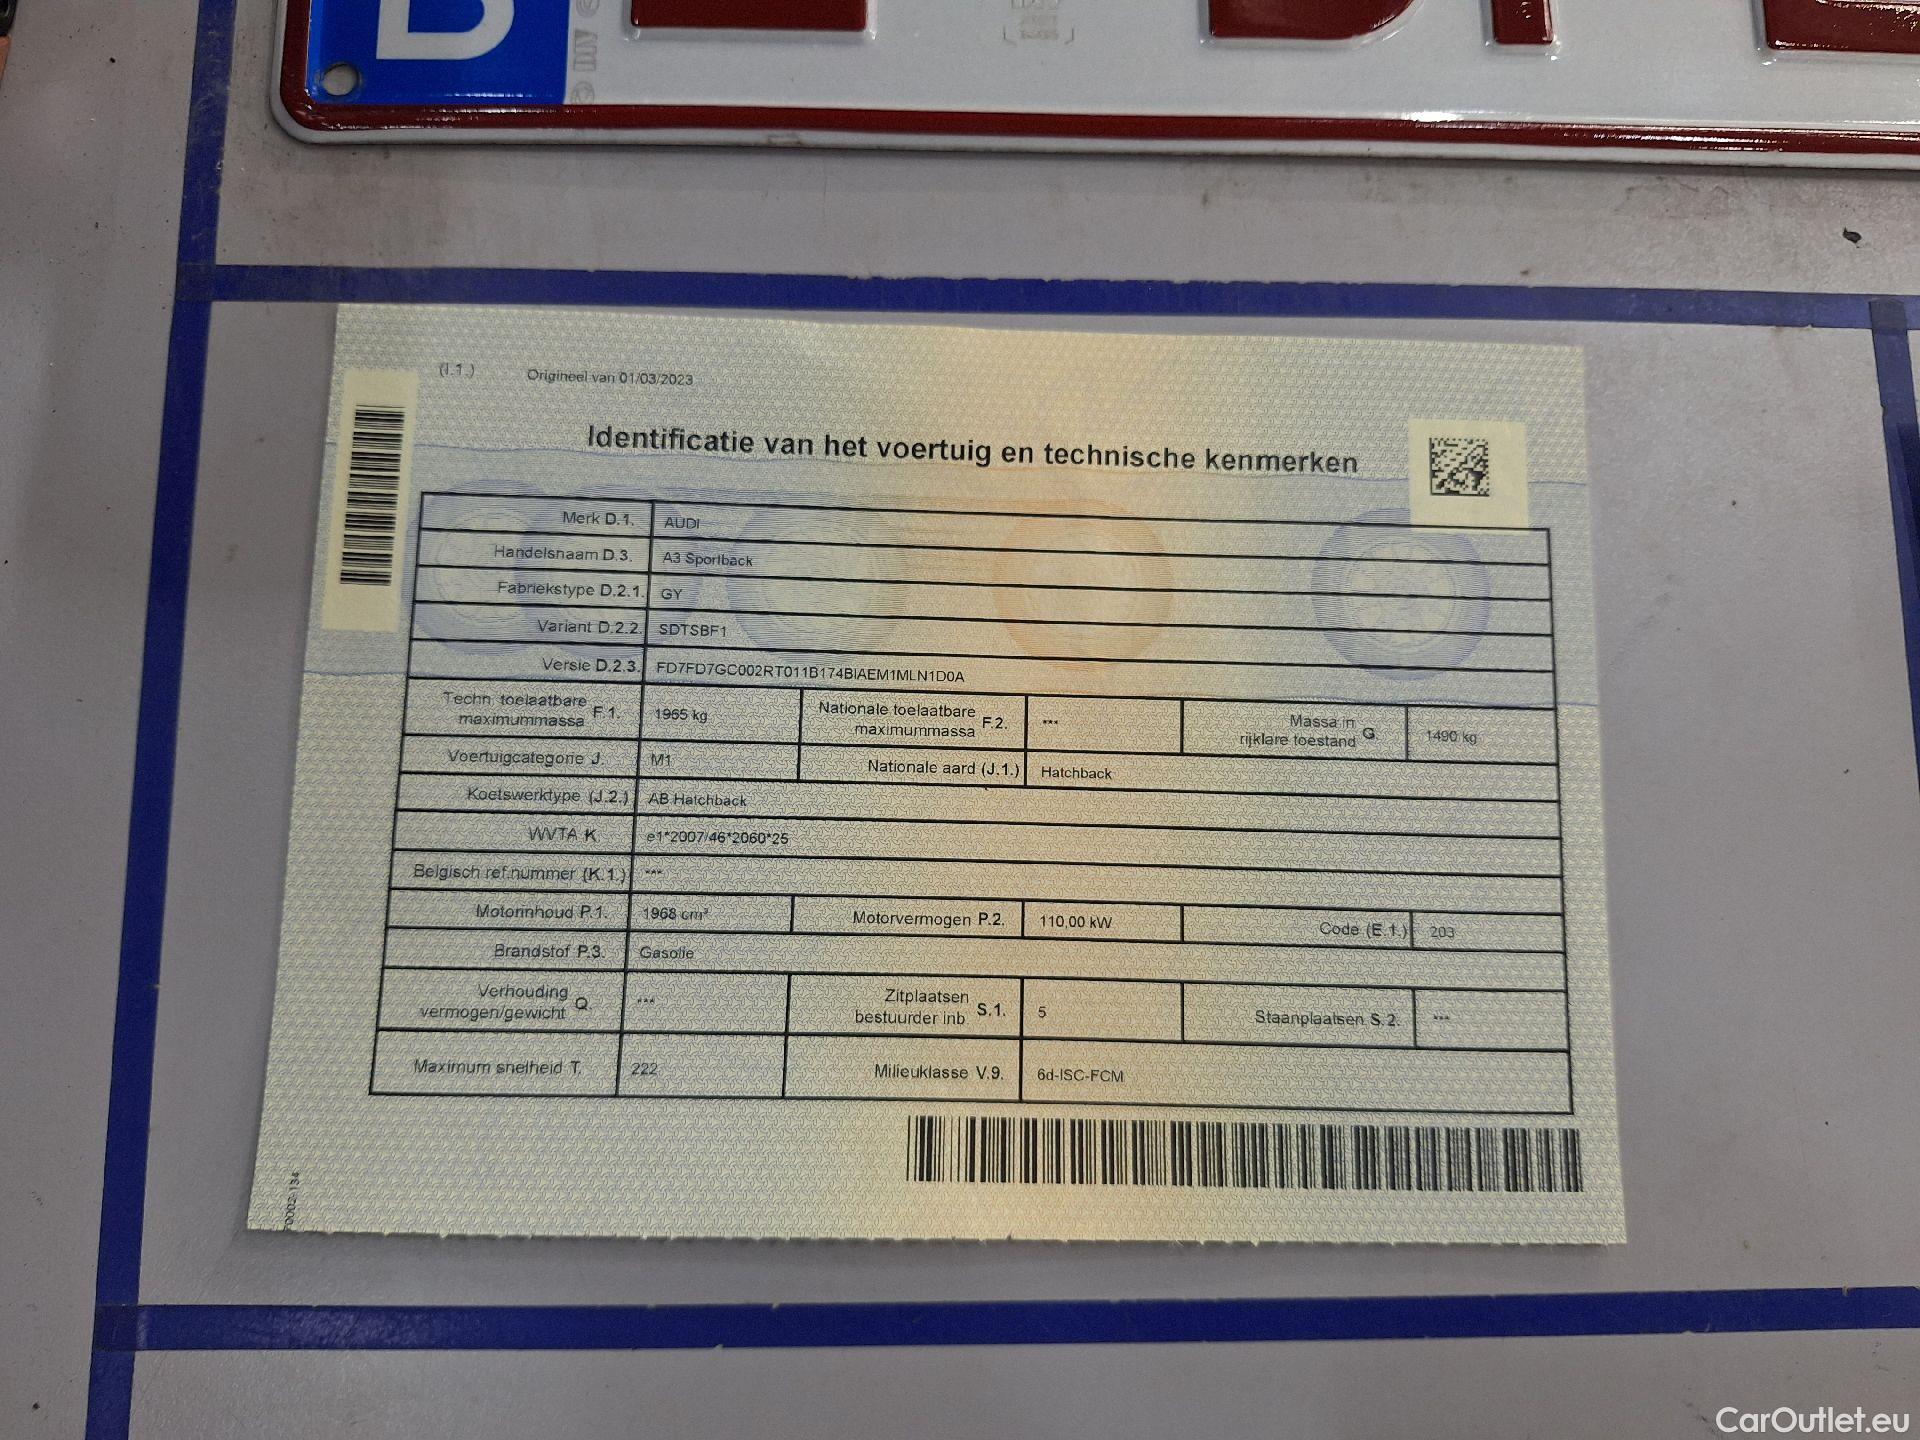 B
(I.1.) Origineel van 01/03/2023
Identificatie van het voertuig en technische kenmerken
Merk D.1. AUDI
Handelsnaam D.3. A3 Sportback
Fabriekstype D.2.1. GY
Variant D.2.2. SDTSBF1
Versie D.2.3. FD7FD7GC002RT011B174BIAEM1MLN1D0A
Techn. toelaatbare maximummassa F.1. 1965 kg Nationale toelaatbare maximummassa F.2. *** Massa in rijklare toestand G. 1490 kg
Voertuigcategorie J. M1 Nationale aard (J.1.) Hatchback
Koetswerktype (J.2.) AB Hatchback
WVTA K. e1*2007/46*2060*25
Belgisch ref.nummer (K.1.) ***
Motorinhoud P.1. 1968 cm³ Motorvermogen P.2. 110,00 kW Code (E.1.) 203
Brandstof P.3. Gasolie
Verhouding vermogen/gewicht Q. *** Zitplaatsen bestuurder inb S.1. 5 Staanplaatsen S.2. ***
Maximum snelheid T. 222 Milieuklasse V.9. 6d-ISC-FCM
CarOutlet.eu